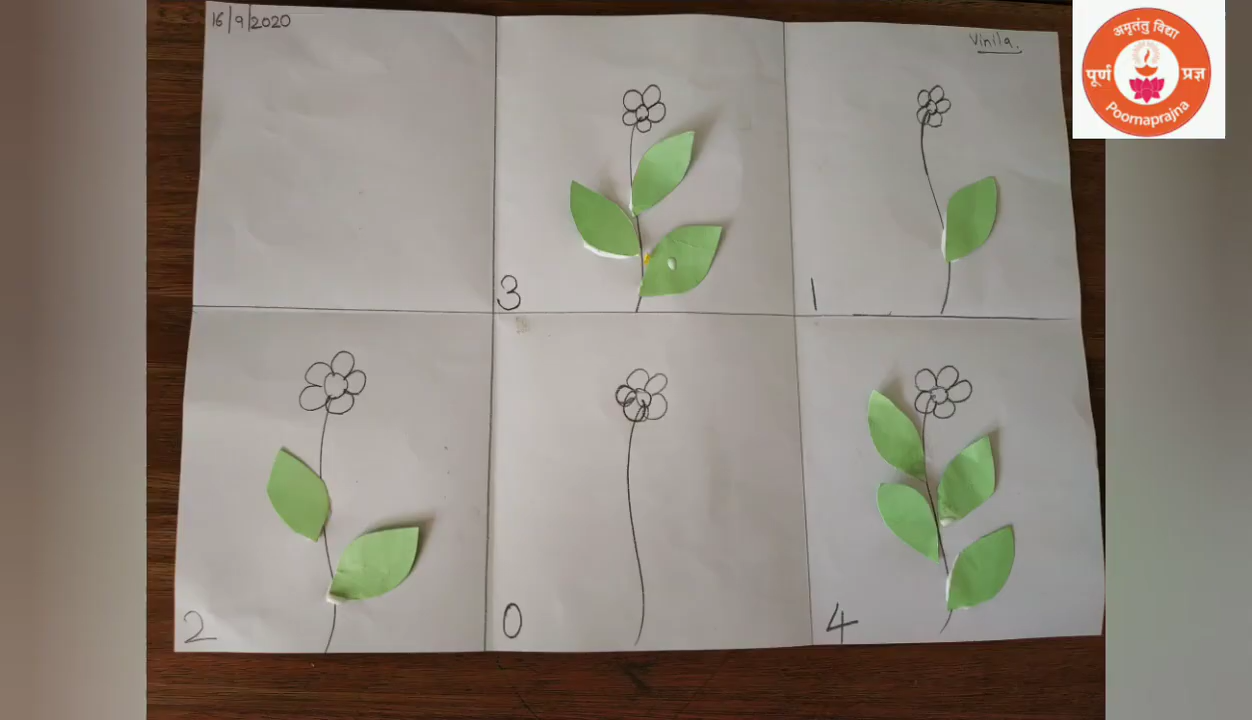 16/9/2020
Vinila.
अमृतंतु विद्या
पूर्ण प्रज्ञ
Poornaprajna
3
1
2
0
4